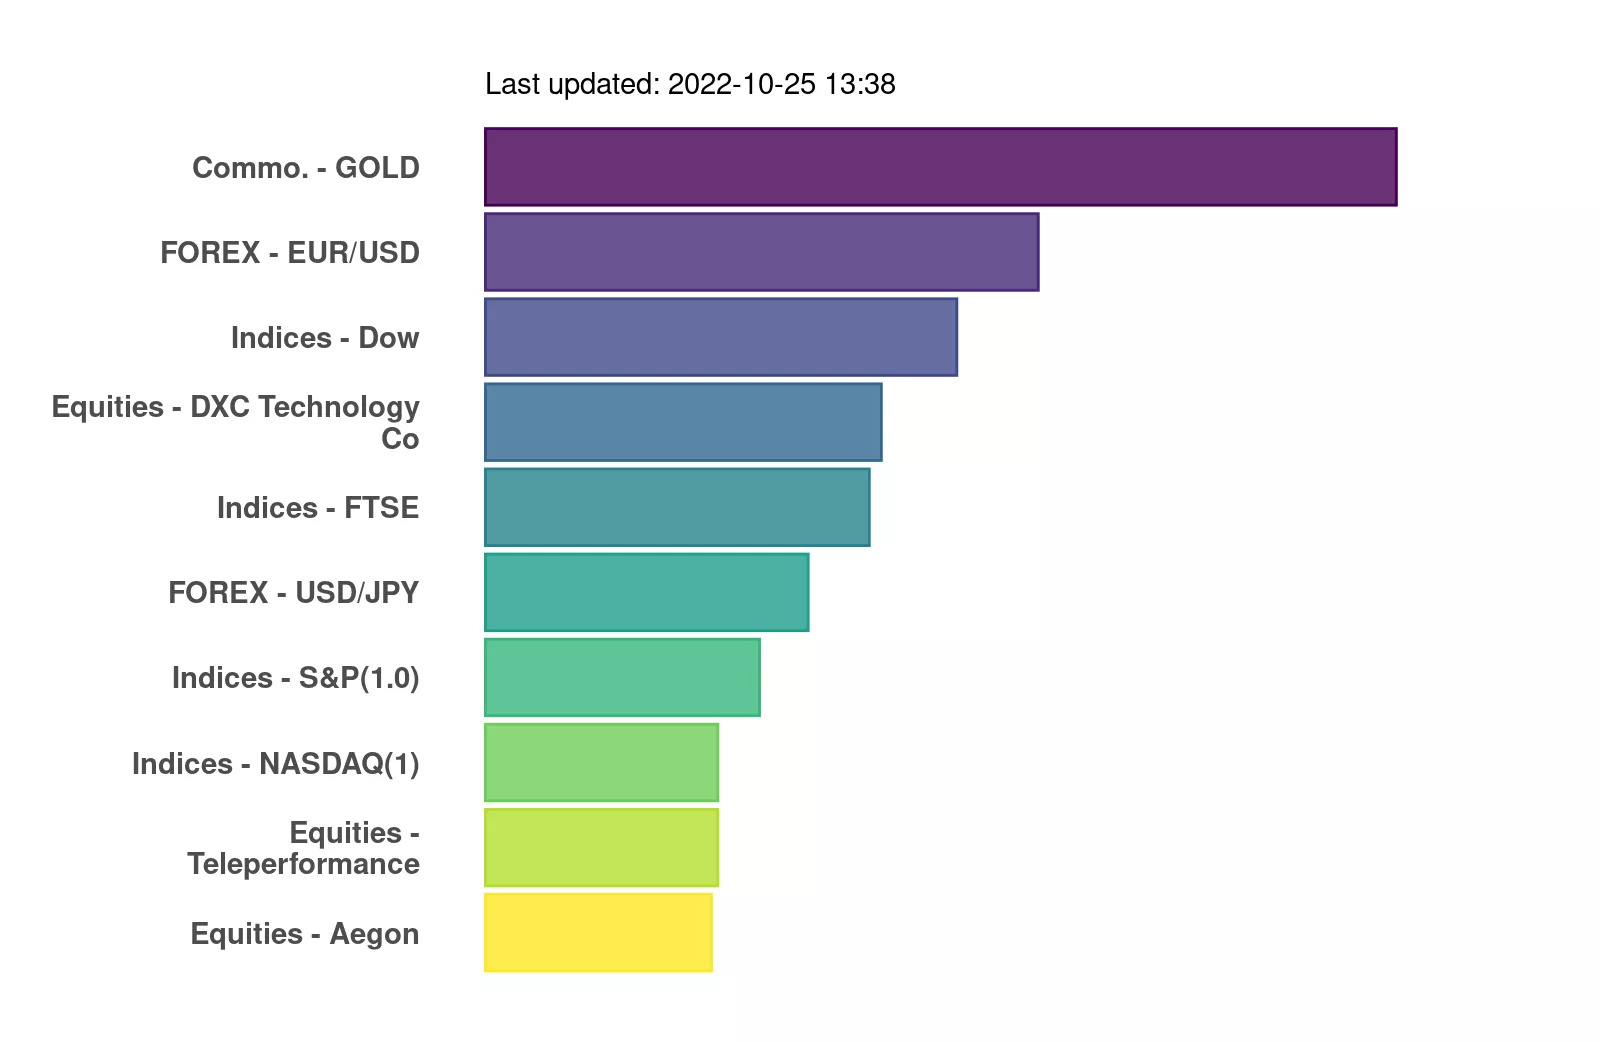 Last updated: 2022-10-25 13:38
Commo. - GOLD
FOREX - EUR/USD
Indices - Dow
Equities - DXC Technology
Co
Indices - FTSE
FOREX - USD/JPY
Indices - S&P(1.0)
Indices - NASDAQ(1)
Equities -
Teleperformance
Equities - Aegon